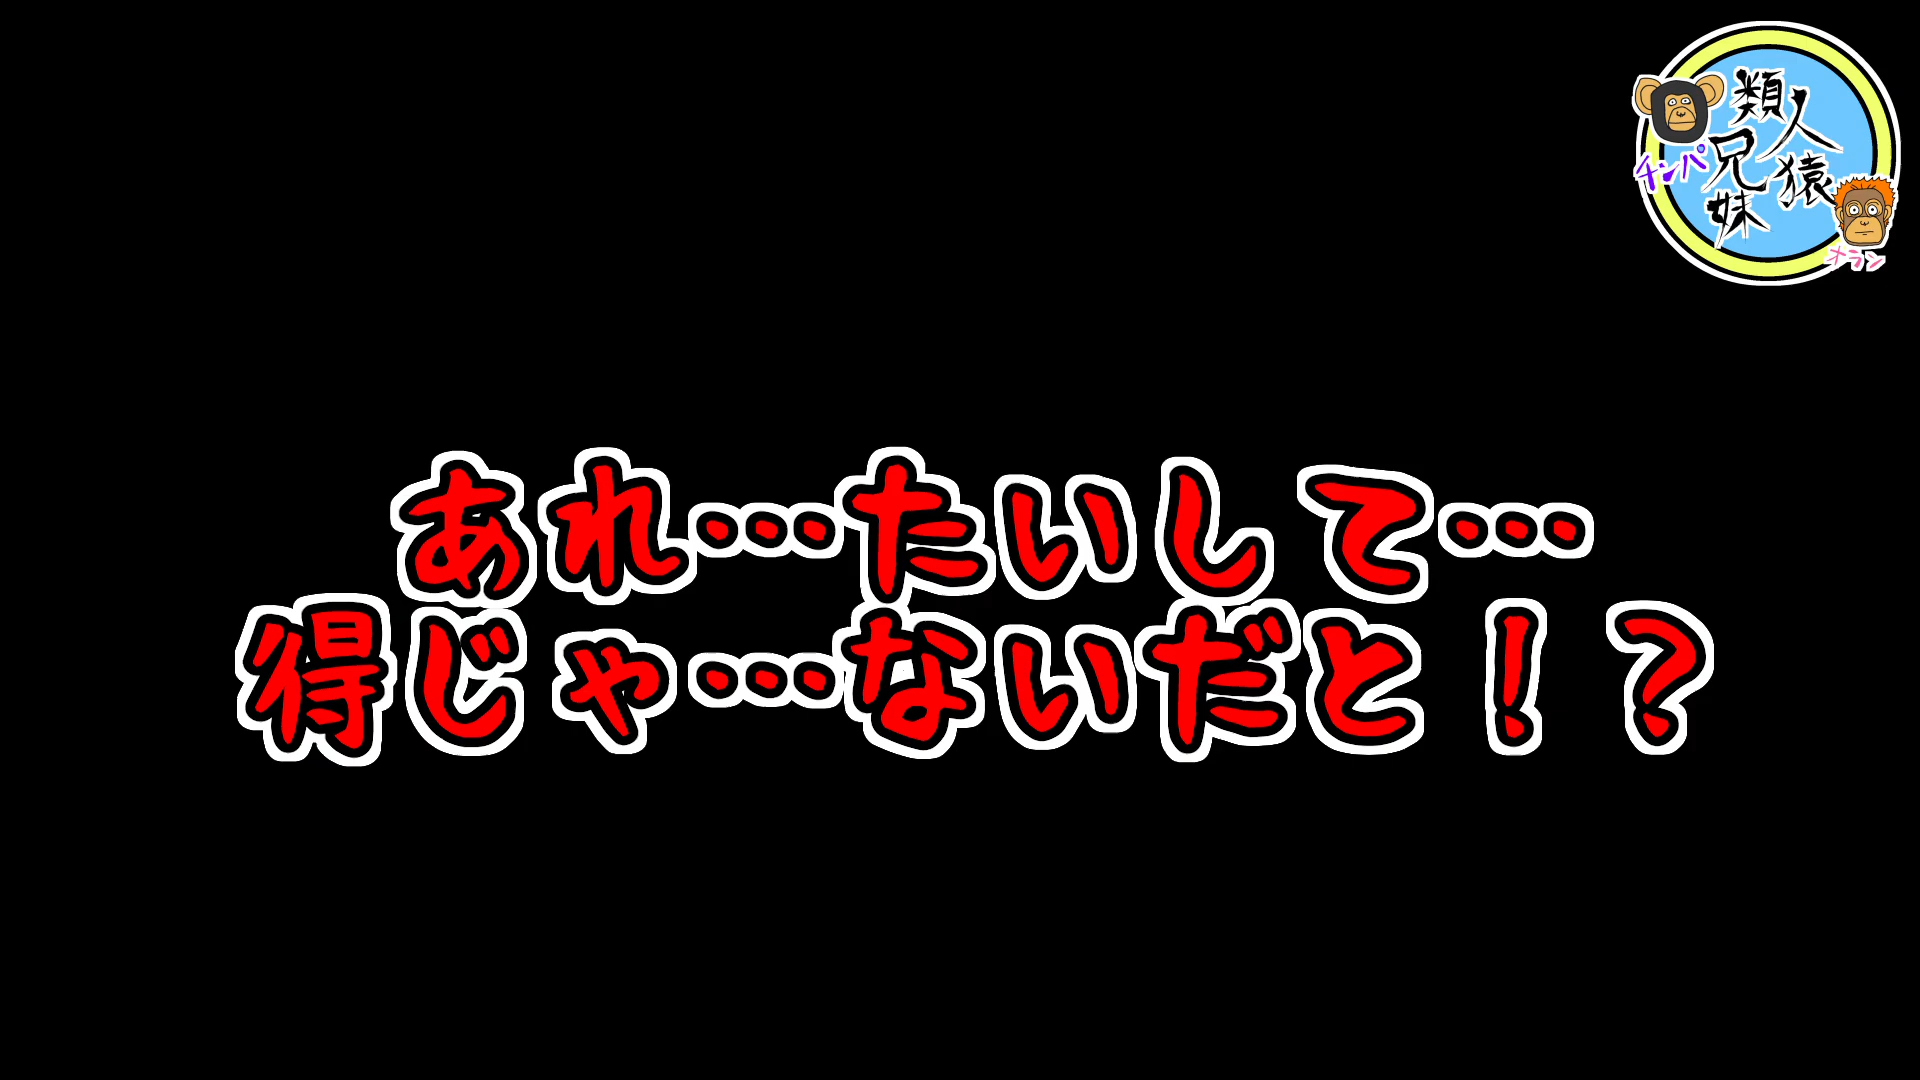 あれ…たいして…
得じゃ…ないだと！？
類人猿
兄妹
チンパ
オラン